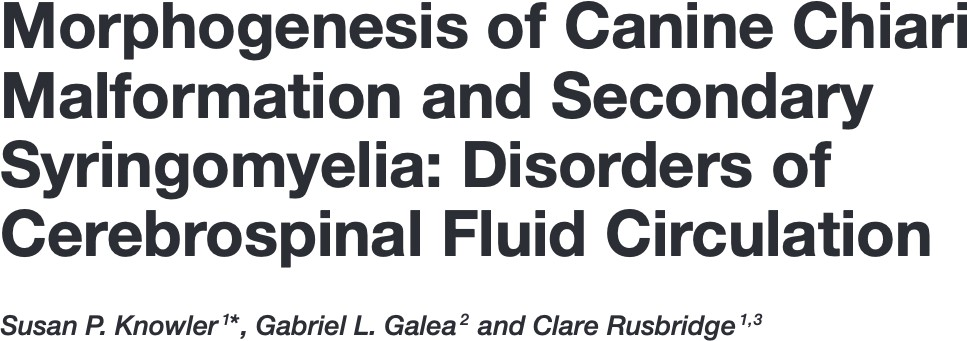 Morphogenesis of Canine Chiari
Malformation and Secondary
Syringomyelia: Disorders of
Cerebrospinal Fluid Circulation
Susan P. Knowler 1*, Gabriel L. Galea 2 and Clare Rusbridge 1,3